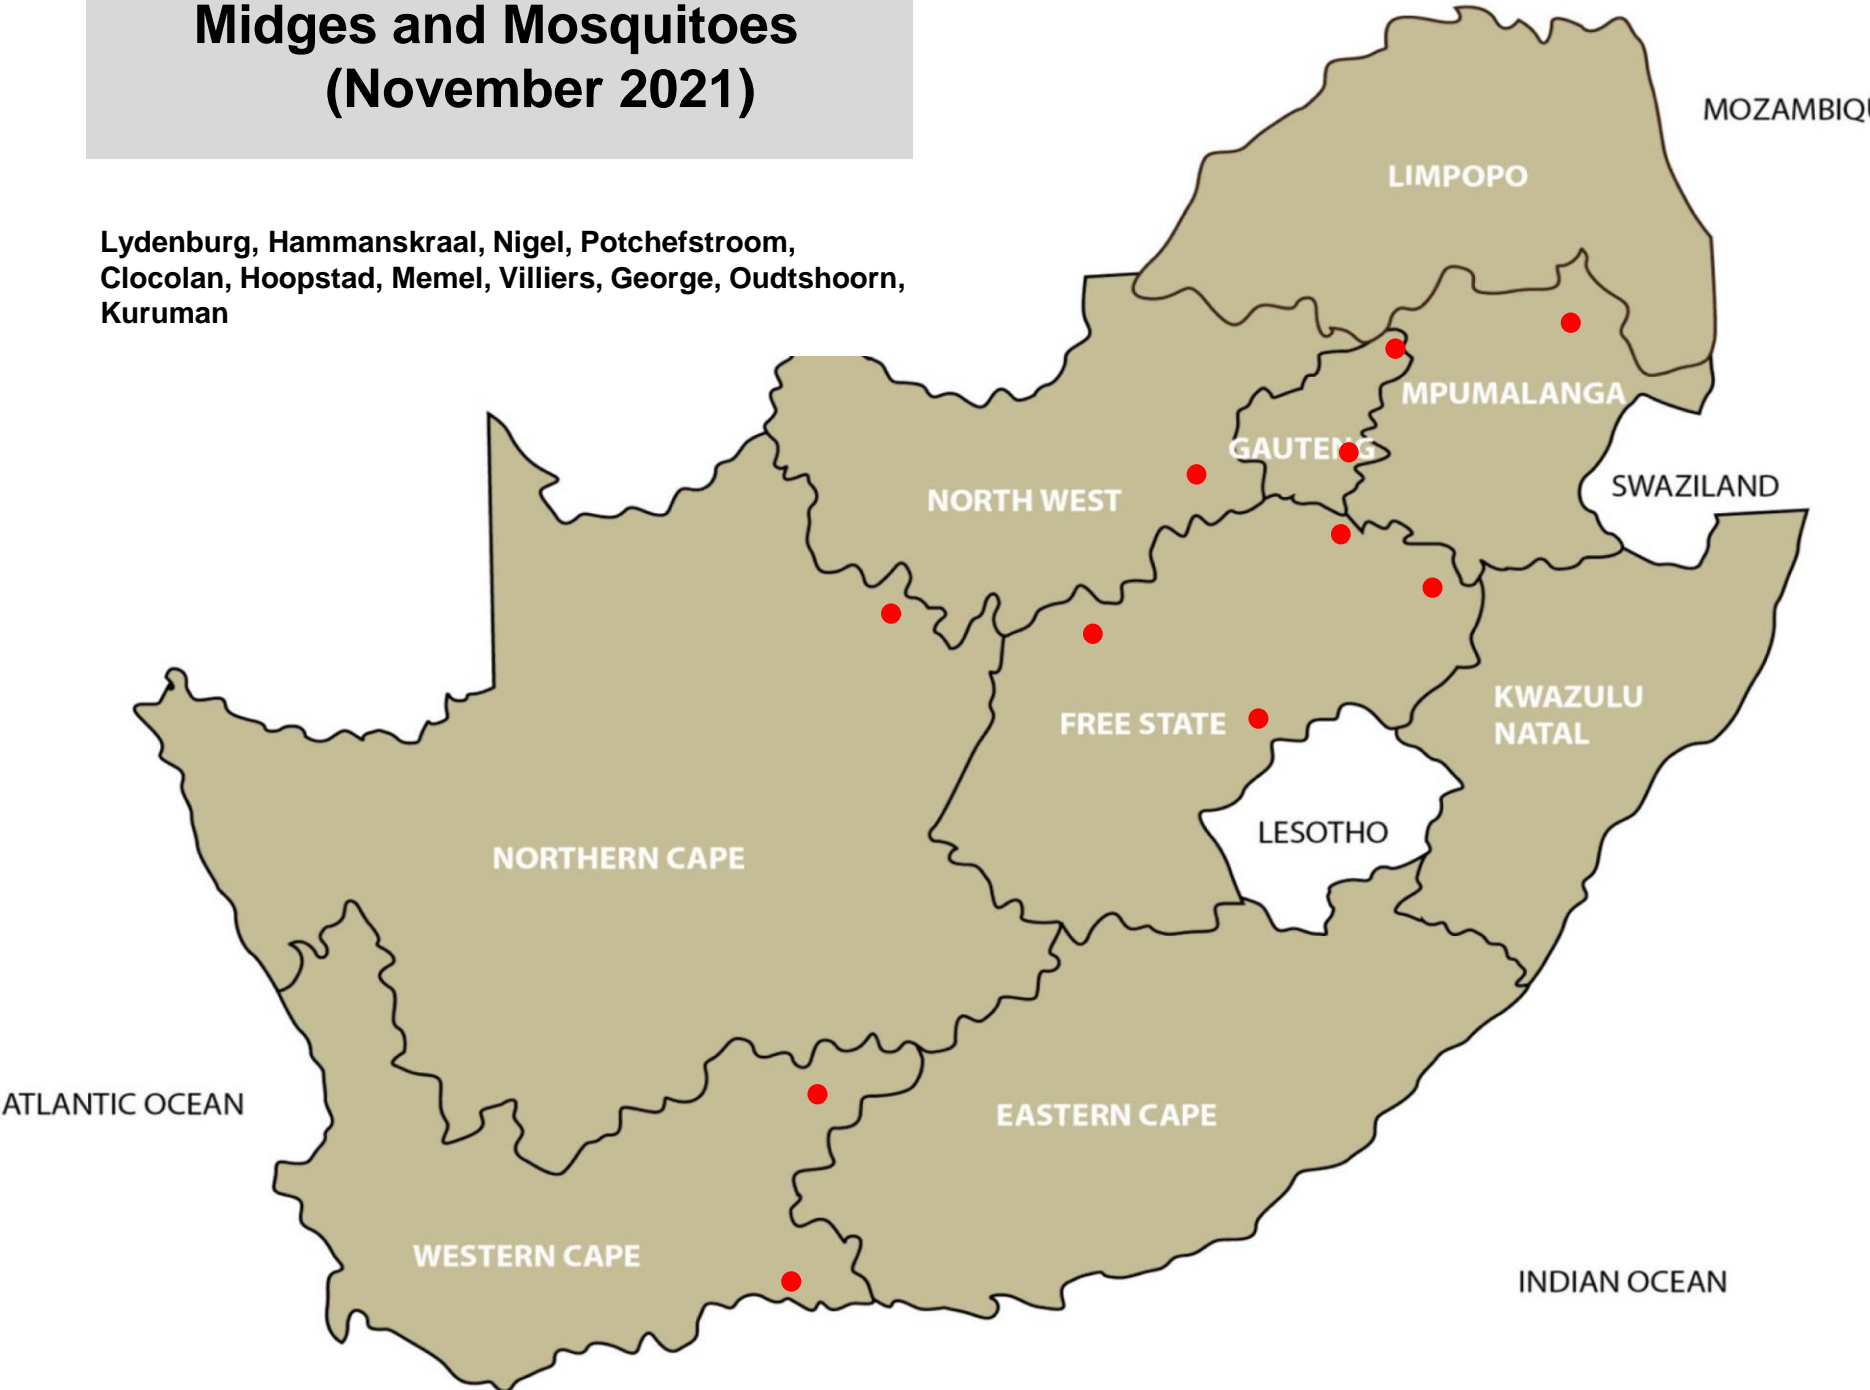 Midges and Mosquitoes
(November 2021)
Lydenburg, Hammanskraal, Nigel, Potchefstroom,
Clocolan, Hoopstad, Memel, Villiers, George, Oudtshoorn,
Kuruman
MOZAMBIQU
LIMPOPO
MPUMALANGA
GAUTENG
SWAZILAND
NORTH WEST
KWAZULU
NATAL
FREE STATE
LESOTHO
NORTHERN CAPE
ATLANTIC OCEAN
EASTERN CAPE
WESTERN CAPE
INDIAN OCEAN